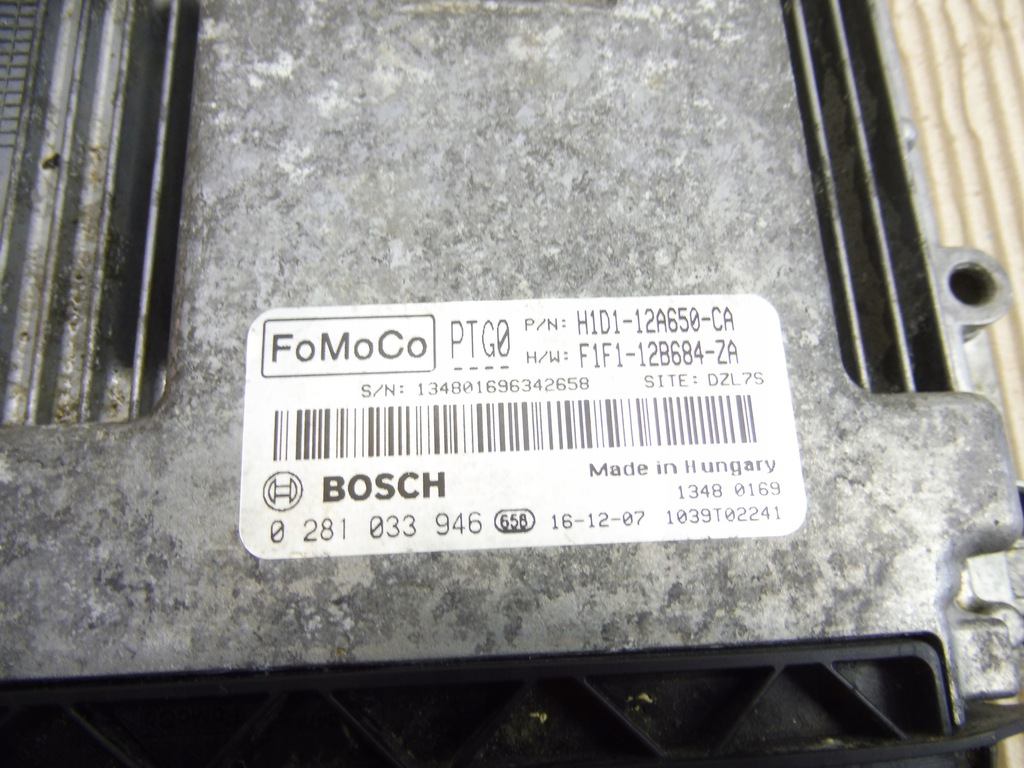 FoMoCo PTG0 P/N: H1D1-12A650-CA
H/W: F1F1-12B684-ZA
S/N: 134801696342658 SITE: DZL7S
BOSCH Made in Hungary
1348 0169
0 281 033 946 658 16-12-07 1039T02241